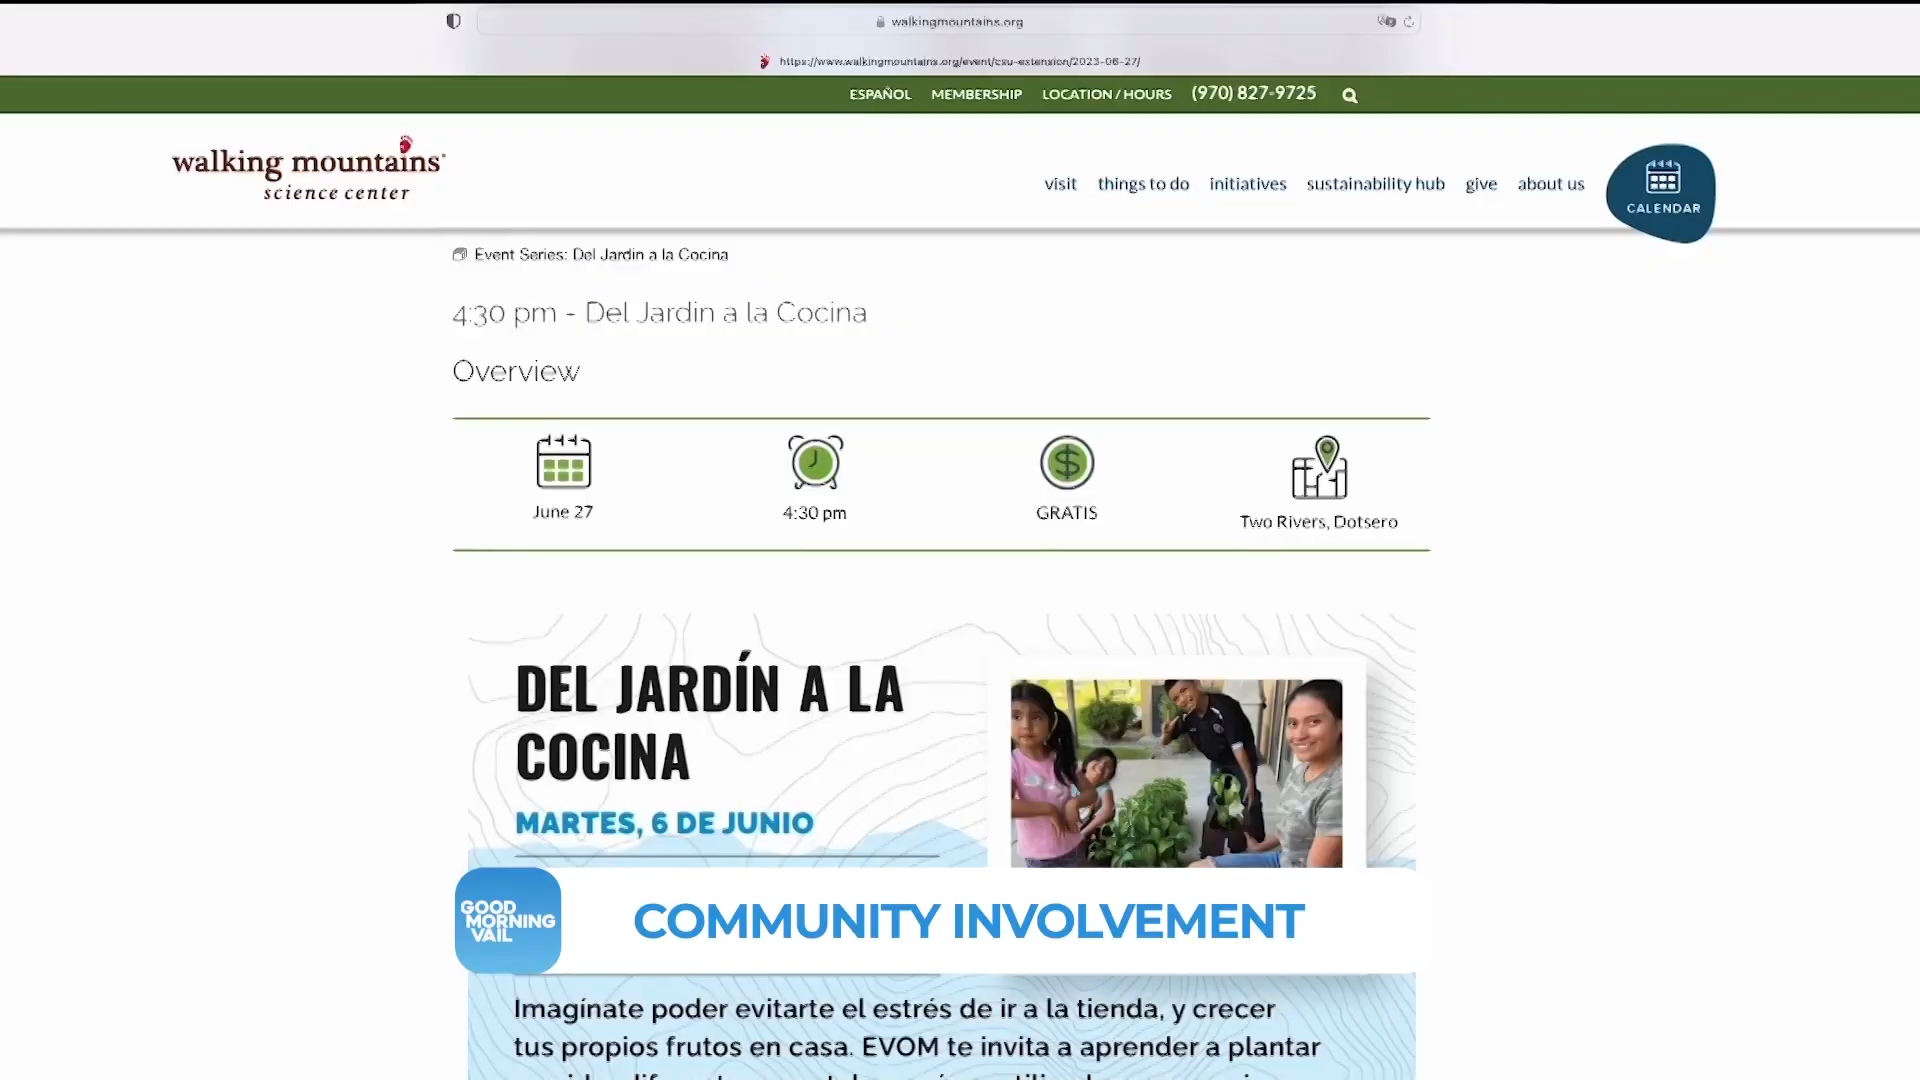 walkingmountains.org
https://www.walkingmountains.org/event/csu-extension/2023-06-27/
ESPAÑOL MEMBERSHIP LOCATION / HOURS (970) 827-9725
walking mountains
science center
visit things to do initiatives sustainability hub give about us
CALENDAR
Event Series: Del Jardin a la Cocina
4:30 pm - Del Jardin a la Cocina
Overview
June 27
4:30 pm
GRATIS
Two Rivers, Dotsero
DEL JARDÍN A LA
COCINA
MARTES, 6 DE JUNIO
GOOD
MORNING
VAIL
COMMUNITY INVOLVEMENT
Imagínate poder evitarte el estrés de ir a la tienda, y crecer
tus propios frutos en casa. EVOM te invita a aprender a plantar